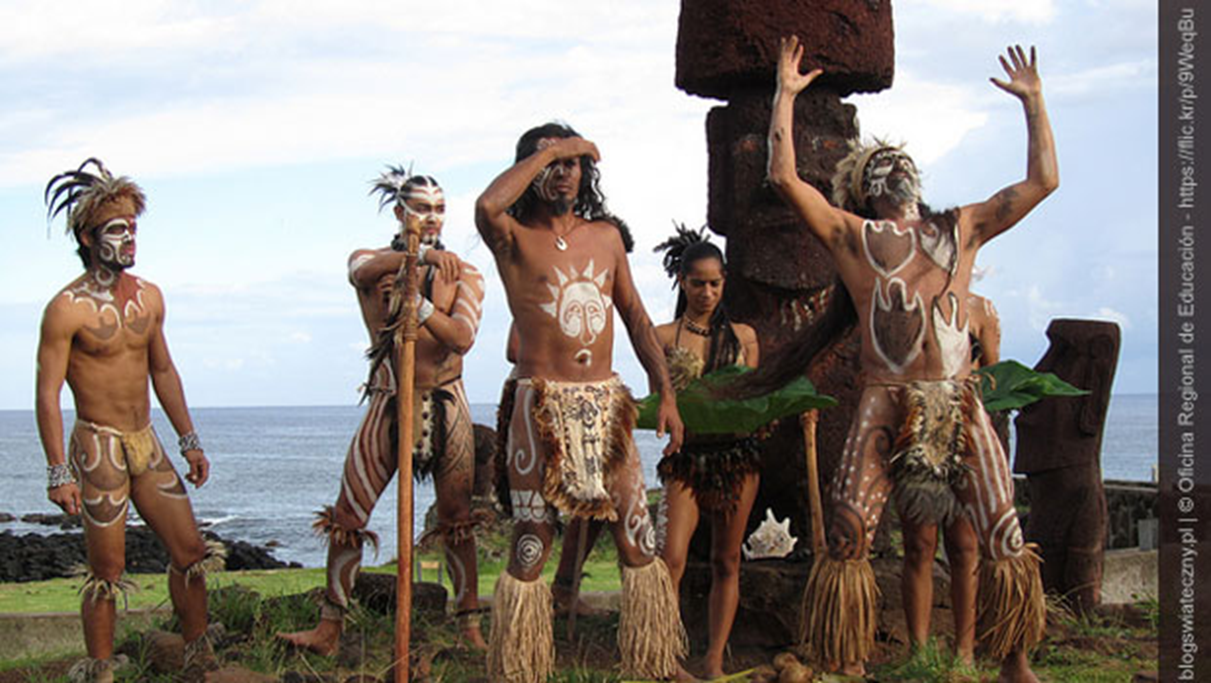 blogswiateczny.pl | © Oficina Regional de Educación - https://flic.kr/p/9WeqBu